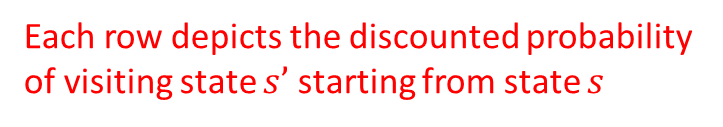 Each row depicts the discounted probability
of visiting state s’ starting from state s